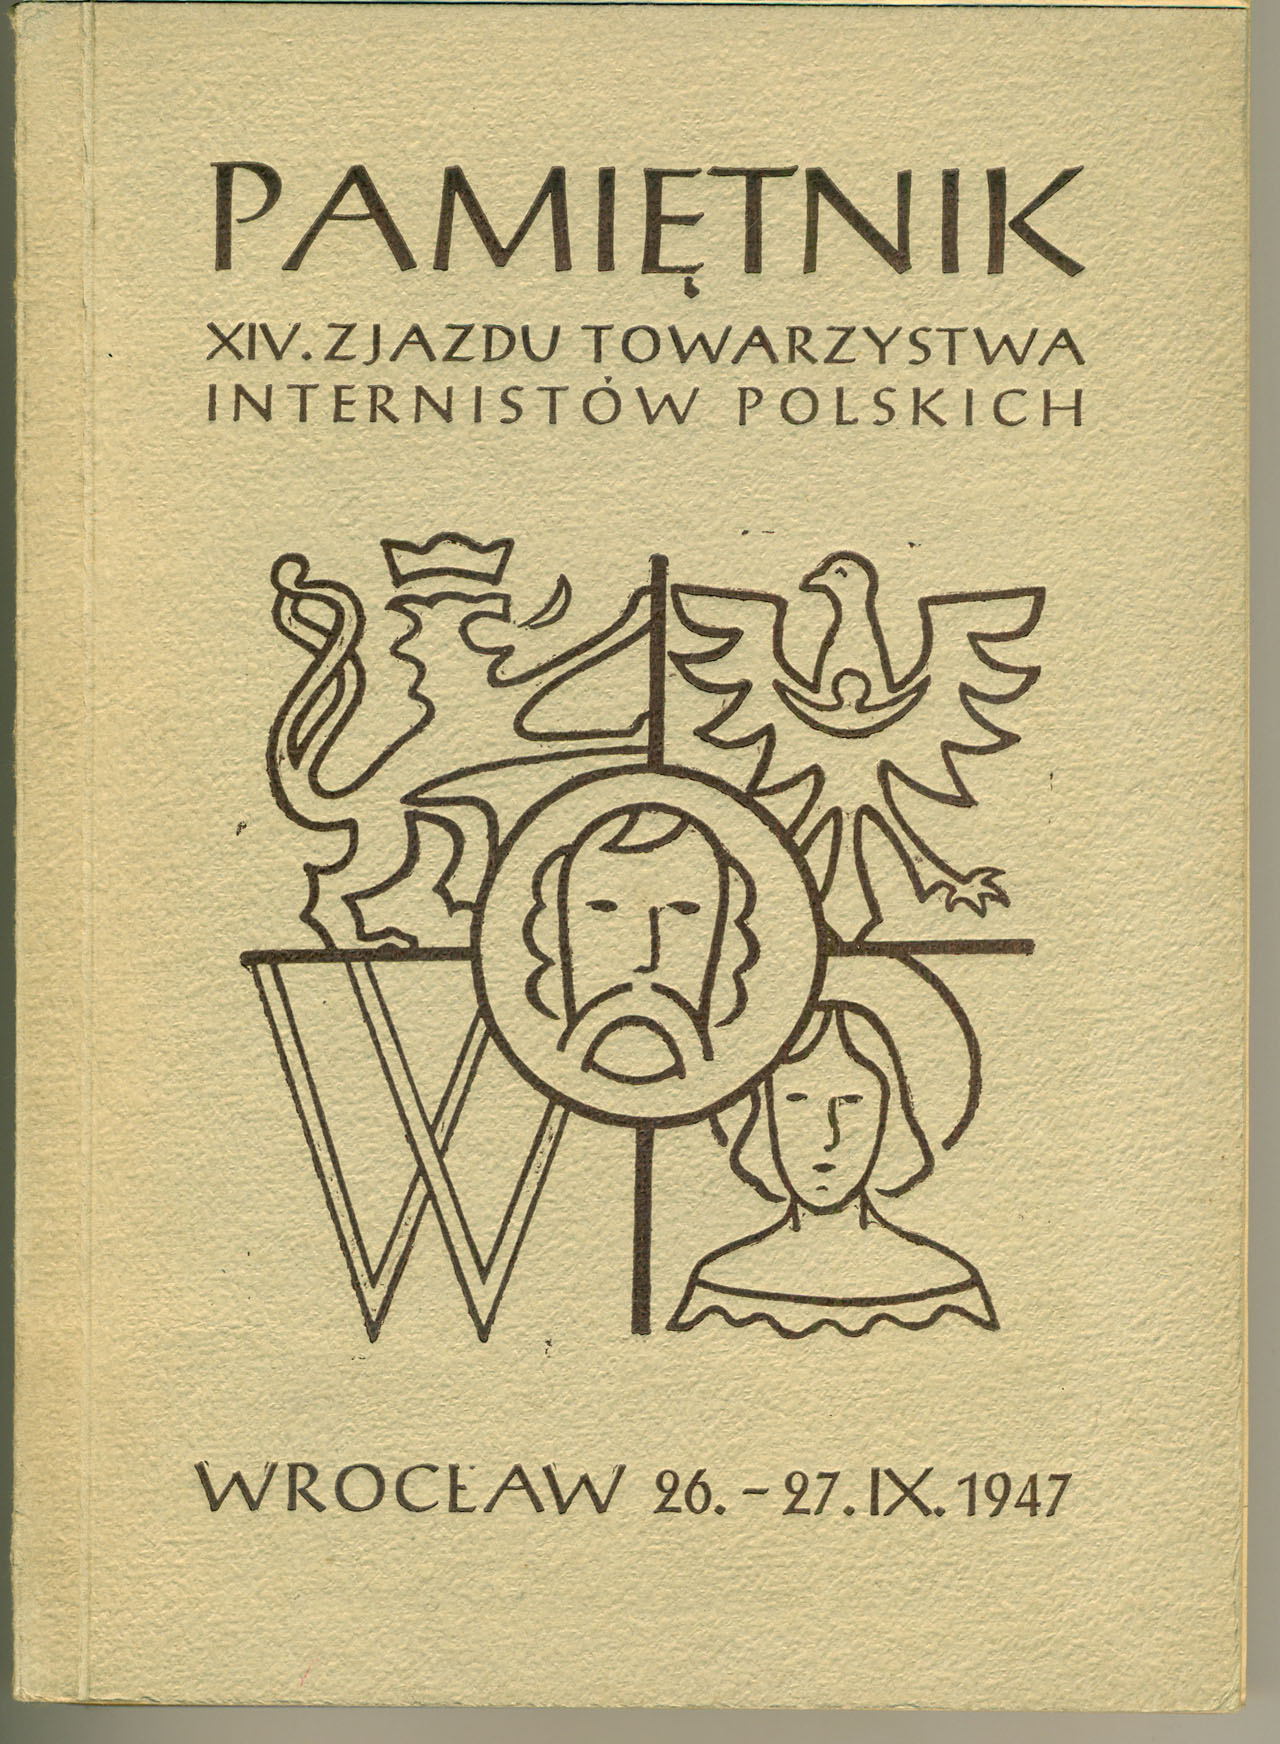 PAMIĘTNIK
XIV. ZJAZDU TOWARZYSTWA
INTERNISTÓW POLSKICH
W
WROCŁAW 26. – 27. IX. 1947